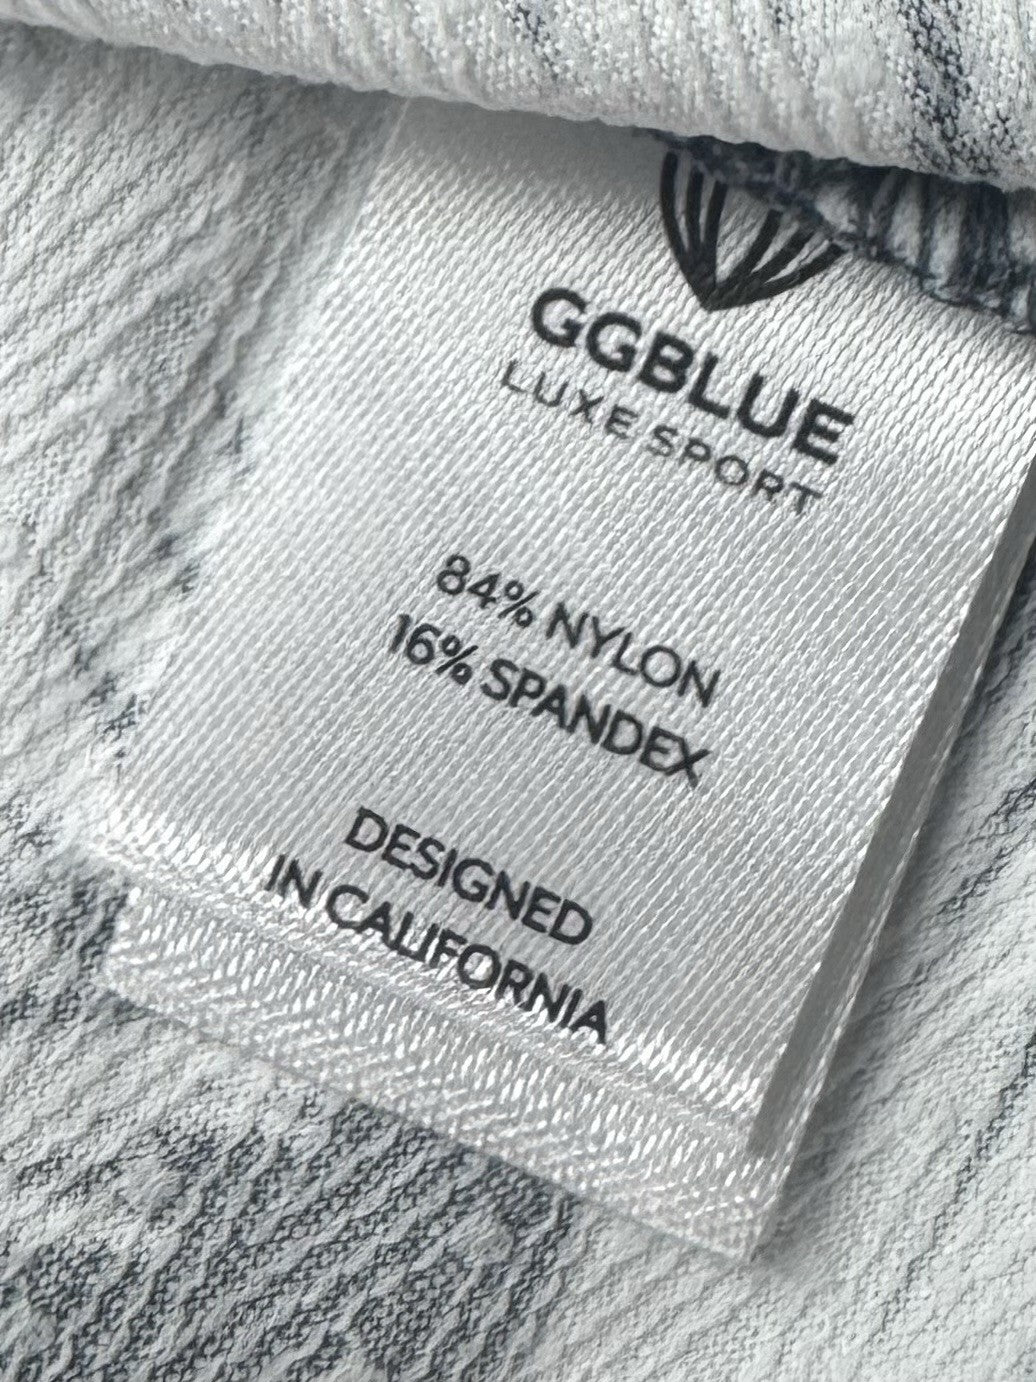 GGBLUE
LUXE SPORT
84% NYLON
16% SPANDEX
DESIGNED
IN CALIFORNIA